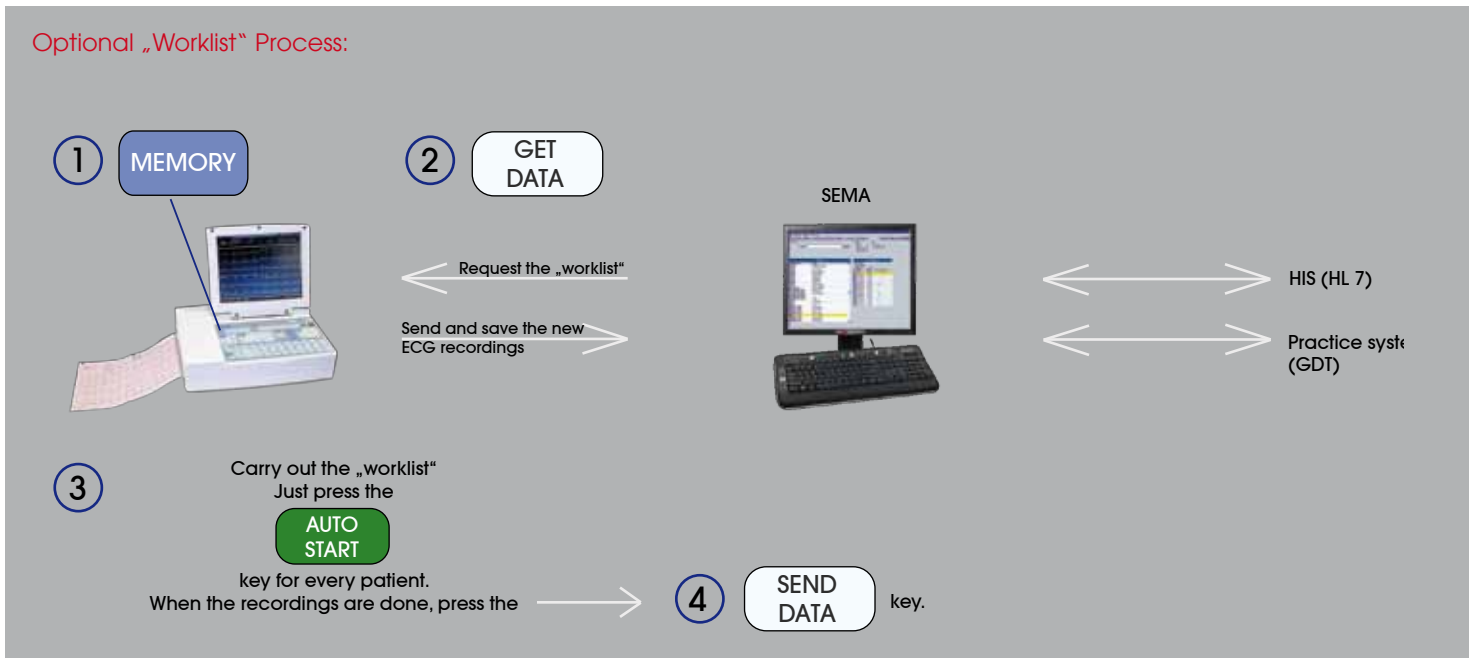 Optional „Worklist“ Process:
1
MEMORY
2
GET
DATA
SEMA
Request the „worklist“
HIS (HL 7)
Send and save the new
ECG recordings
Practice
(GDT)
3
Carry out the „worklist“
Just press the
AUTO
START
key for every patient.
When the recordings are done, press the
4
SEND
DATA
key.